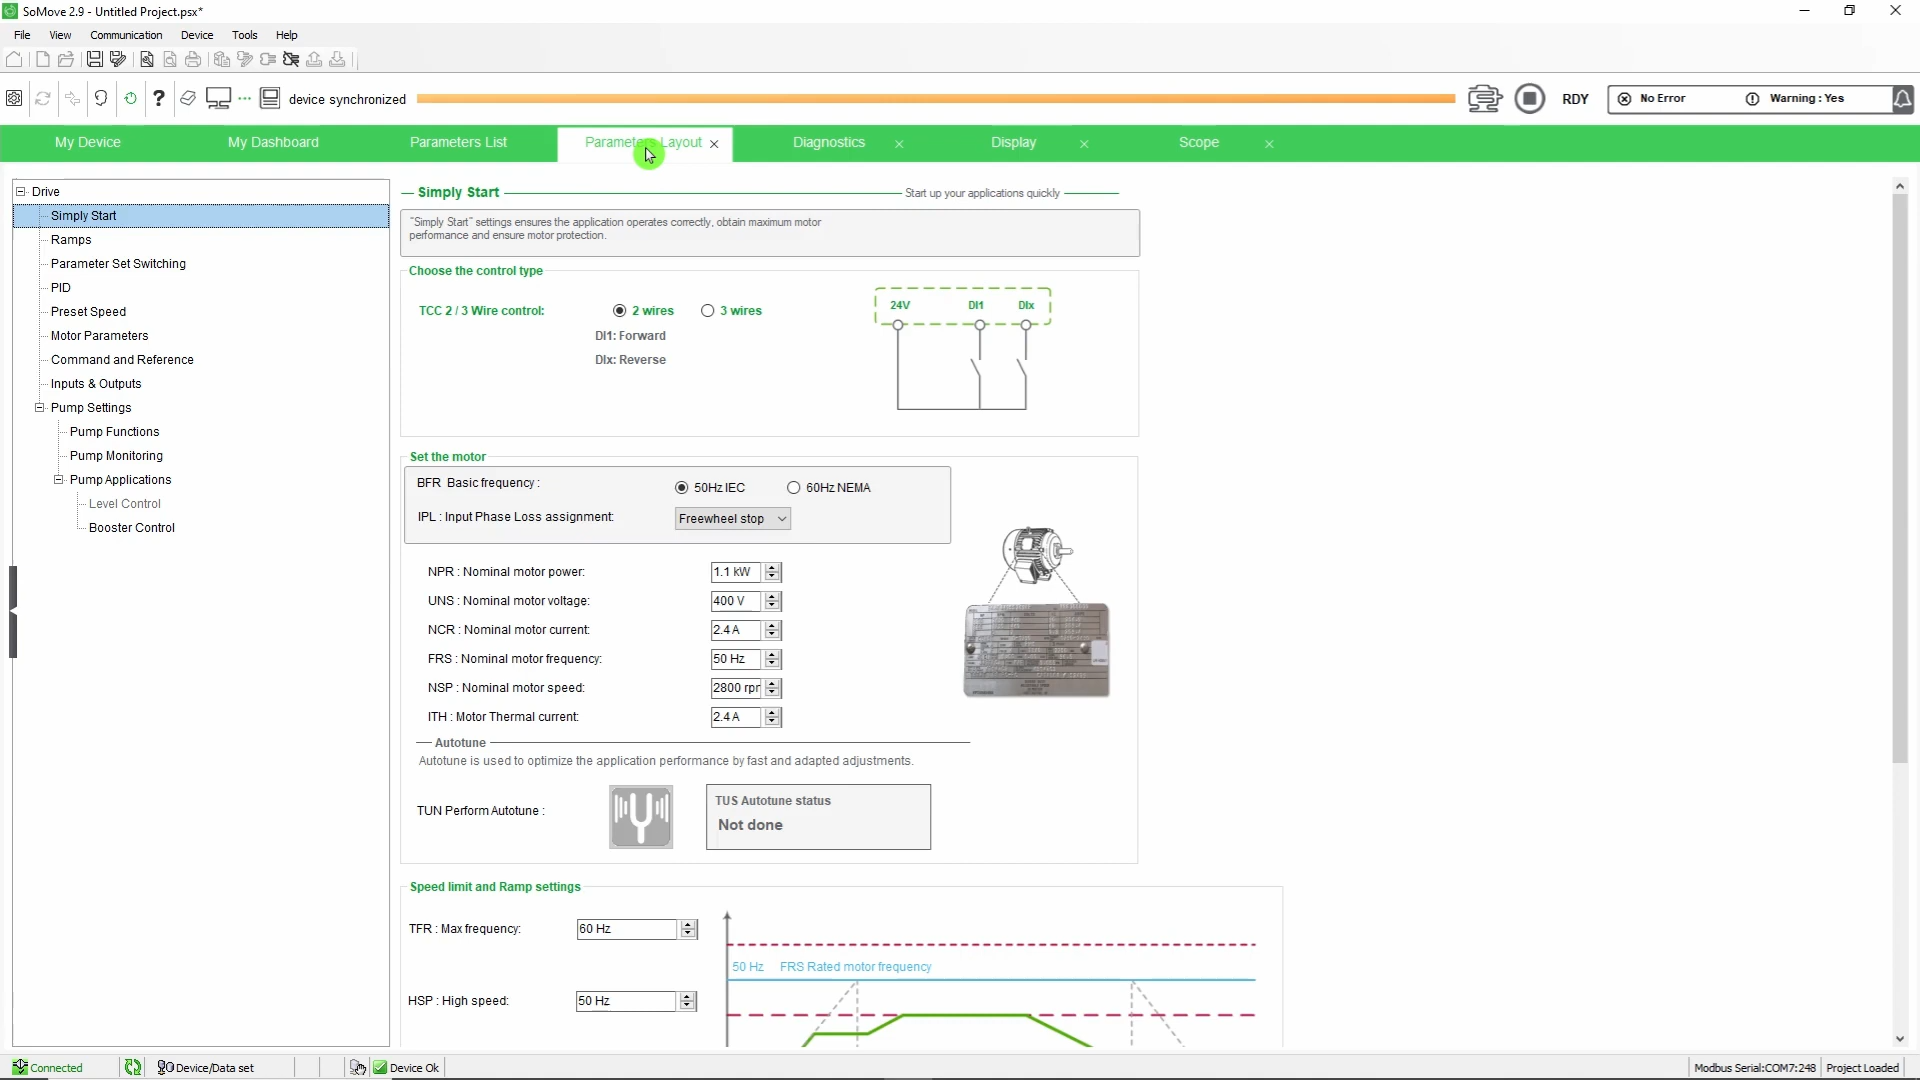 SoMove 2.9 - Untitled Project.psx*
File View Communication Device Tools Help
device synchronized
RDY
No Error
Warning : Yes
My Device
My Dashboard
Parameters List
Parameters Layout
Diagnostics
Display
Scope
Drive
Simply Start
Ramps
Parameter Set Switching
PID
Preset Speed
Motor Parameters
Command and Reference
Inputs & Outputs
Pump Settings
Pump Functions
Pump Monitoring
Pump Applications
Level Control
Booster Control
Simply Start
Start up your applications quickly
"Simply Start" settings ensures the application operates correctly, obtain maximum motor
performance and ensure motor protection.
Choose the control type
TCC 2 / 3 Wire control:
2 wires
3 wires
DI1: Forward
DIx: Reverse
24V DI1 DIx
Set the motor
BFR Basic frequency :
50Hz IEC
60Hz NEMA
IPL : Input Phase Loss assignment:
Freewheel stop
NPR : Nominal motor power:
1.1 kW
UNS : Nominal motor voltage:
400 V
NCR : Nominal motor current:
2.4 A
FRS : Nominal motor frequency:
50 Hz
NSP : Nominal motor speed:
2800 rpr
ITH : Motor Thermal current:
2.4 A
Autotune
Autotune is used to optimize the application performance by fast and adapted adjustments.
TUN Perform Autotune :
TUS Autotune status
Not done
Speed limit and Ramp settings
TFR : Max frequency:
60 Hz
50 Hz FRS Rated motor frequency
HSP : High speed:
50 Hz
Connected
Device/Data set
Device Ok
Modbus Serial:COM7:248
Project Loaded